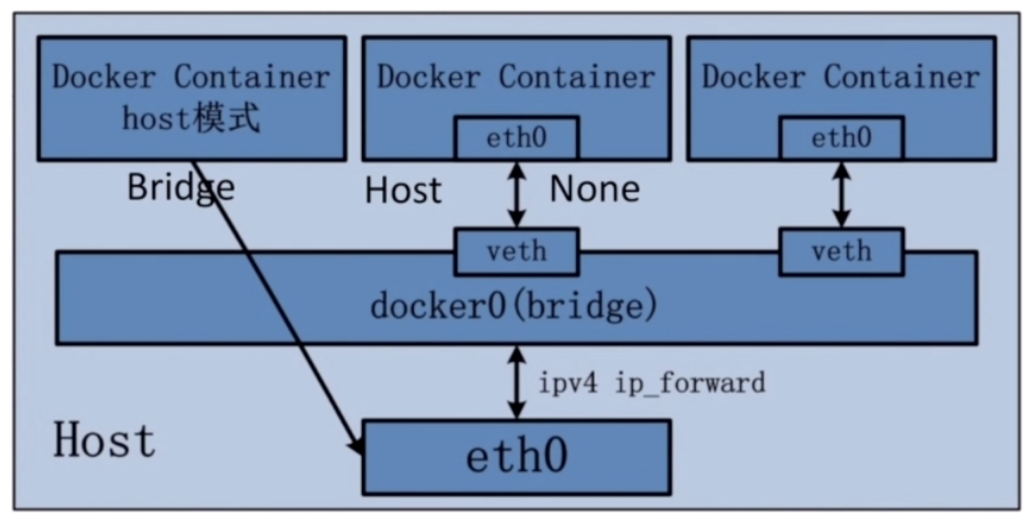 Docker Container
host模式
Docker Container
eth0
Docker Container
eth0
Bridge
Host
None
veth
veth
docker0(bridge)
ipv4 ip_forward
Host
eth0